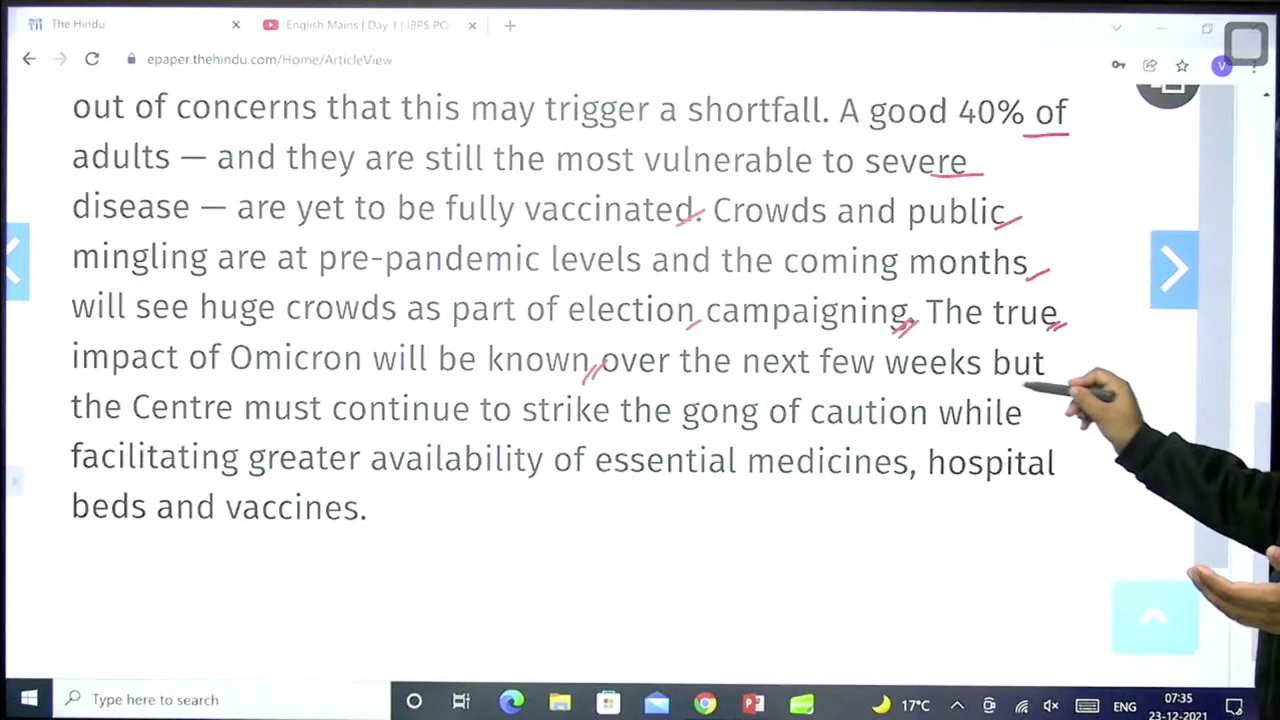 The Hindu
English Mains | Day 1 | IBPS PO
epaper.thehindu.com/Home/ArticleView
V
out of concerns that this may trigger a shortfall. A good 40% of
adults — and they are still the most vulnerable to severe
disease — are yet to be fully vaccinated. Crowds and public
mingling are at pre-pandemic levels and the coming months
will see huge crowds as part of election campaigning. The true
impact of Omicron will be known over the next few weeks but
the Centre must continue to strike the gong of caution while
facilitating greater availability of essential medicines, hospital
beds and vaccines.
Type here to search
17°C
ENG
07:35
23-12-2021